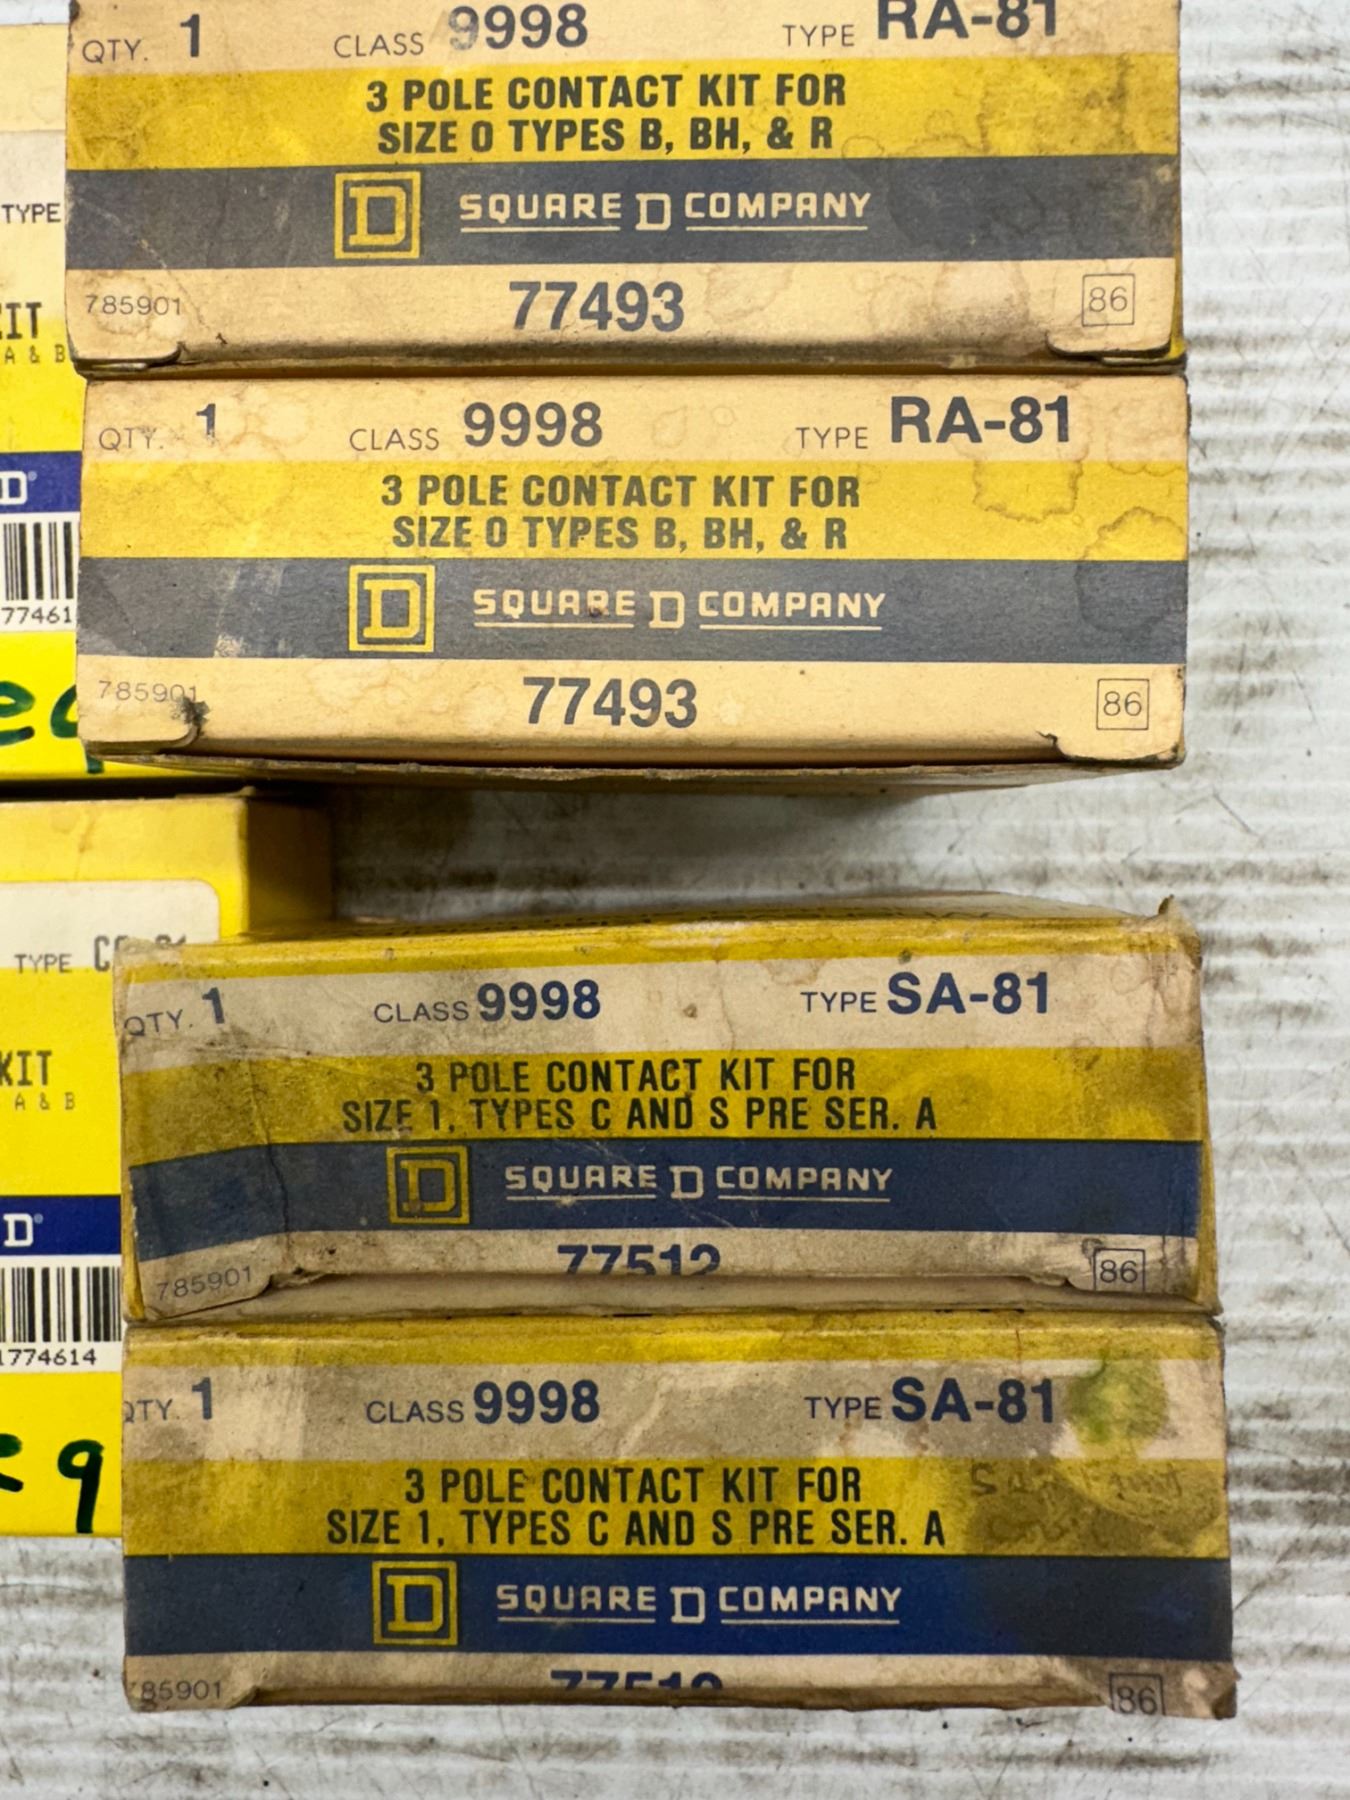 QTY. 1 CLASS 9998 TYPE RA-81
3 POLE CONTACT KIT FOR
SIZE 0 TYPES B, BH, & R
D SQUARE D COMPANY
785901 77493 86
QTY. 1 CLASS 9998 TYPE RA-81
3 POLE CONTACT KIT FOR
SIZE 0 TYPES B, BH, & R
D SQUARE D COMPANY
785901 77493 86
TYPE
A & B
D
77461
TYPE
KIT
A & B
D
1774614
9
QTY. 1 CLASS 9998 TYPE SA-81
3 POLE CONTACT KIT FOR
SIZE 1, TYPES C AND S PRE SER. A
D SQUARE D COMPANY
785901 77512 86
QTY. 1 CLASS 9998 TYPE SA-81
3 POLE CONTACT KIT FOR
SIZE 1, TYPES C AND S PRE SER. A
D SQUARE D COMPANY
85901 77512 86